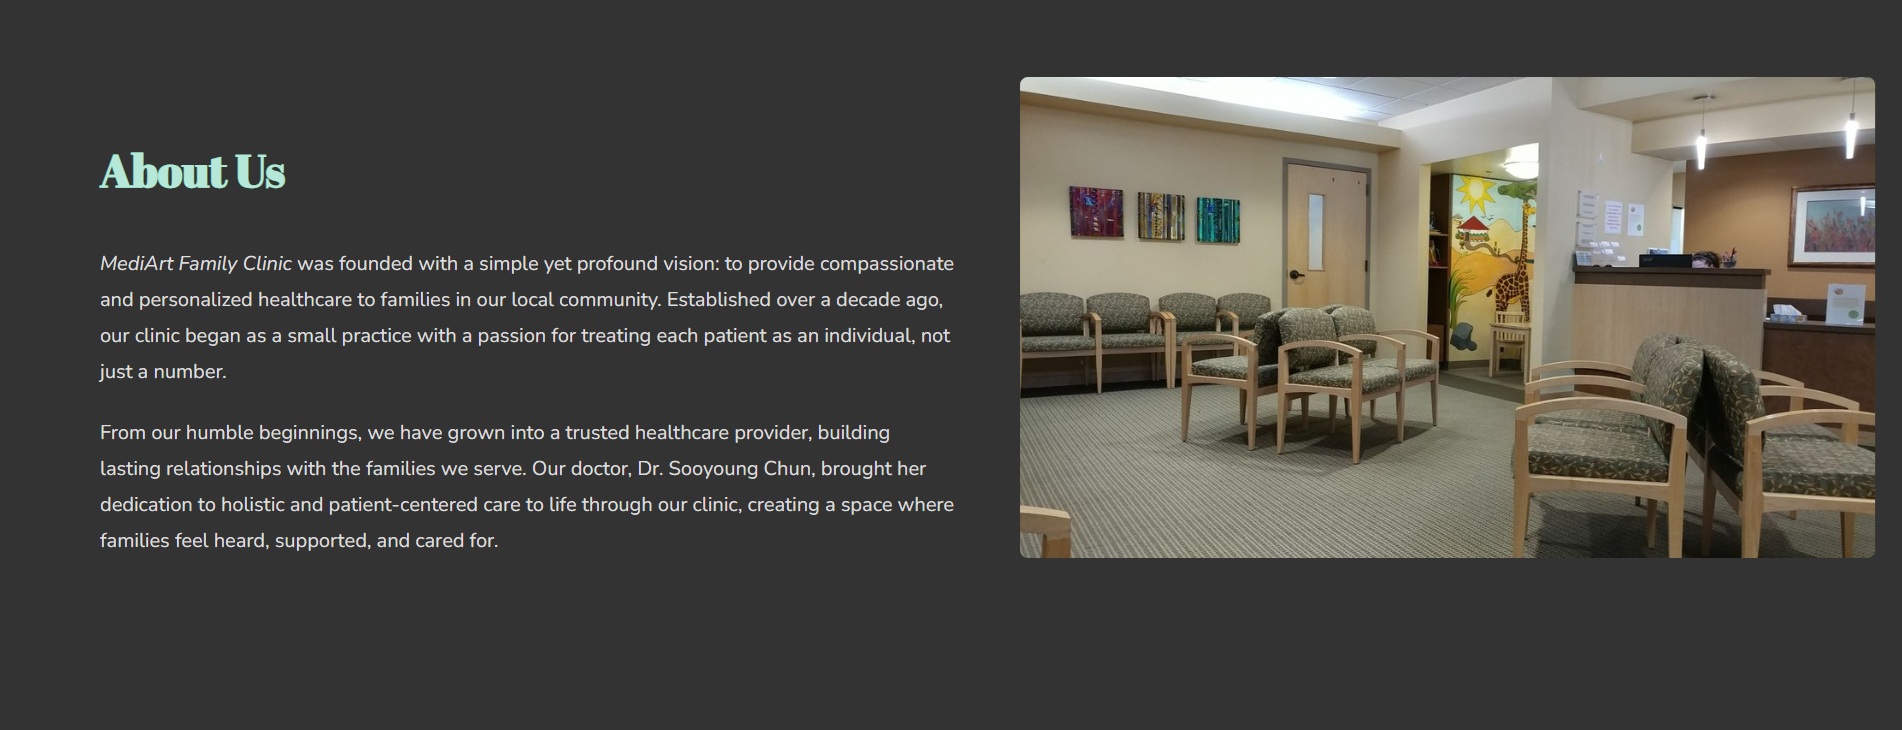 About Us
MediArt Family Clinic was founded with a simple yet profound vision: to provide compassionate
and personalized healthcare to families in our local community. Established over a decade ago,
our clinic began as a small practice with a passion for treating each patient as an individual, not
just a number.
From our humble beginnings, we have grown into a trusted healthcare provider, building
lasting relationships with the families we serve. Our doctor, Dr. Sooyoung Chun, brought her
dedication to holistic and patient-centered care to life through our clinic, creating a space where
families feel heard, supported, and cared for.